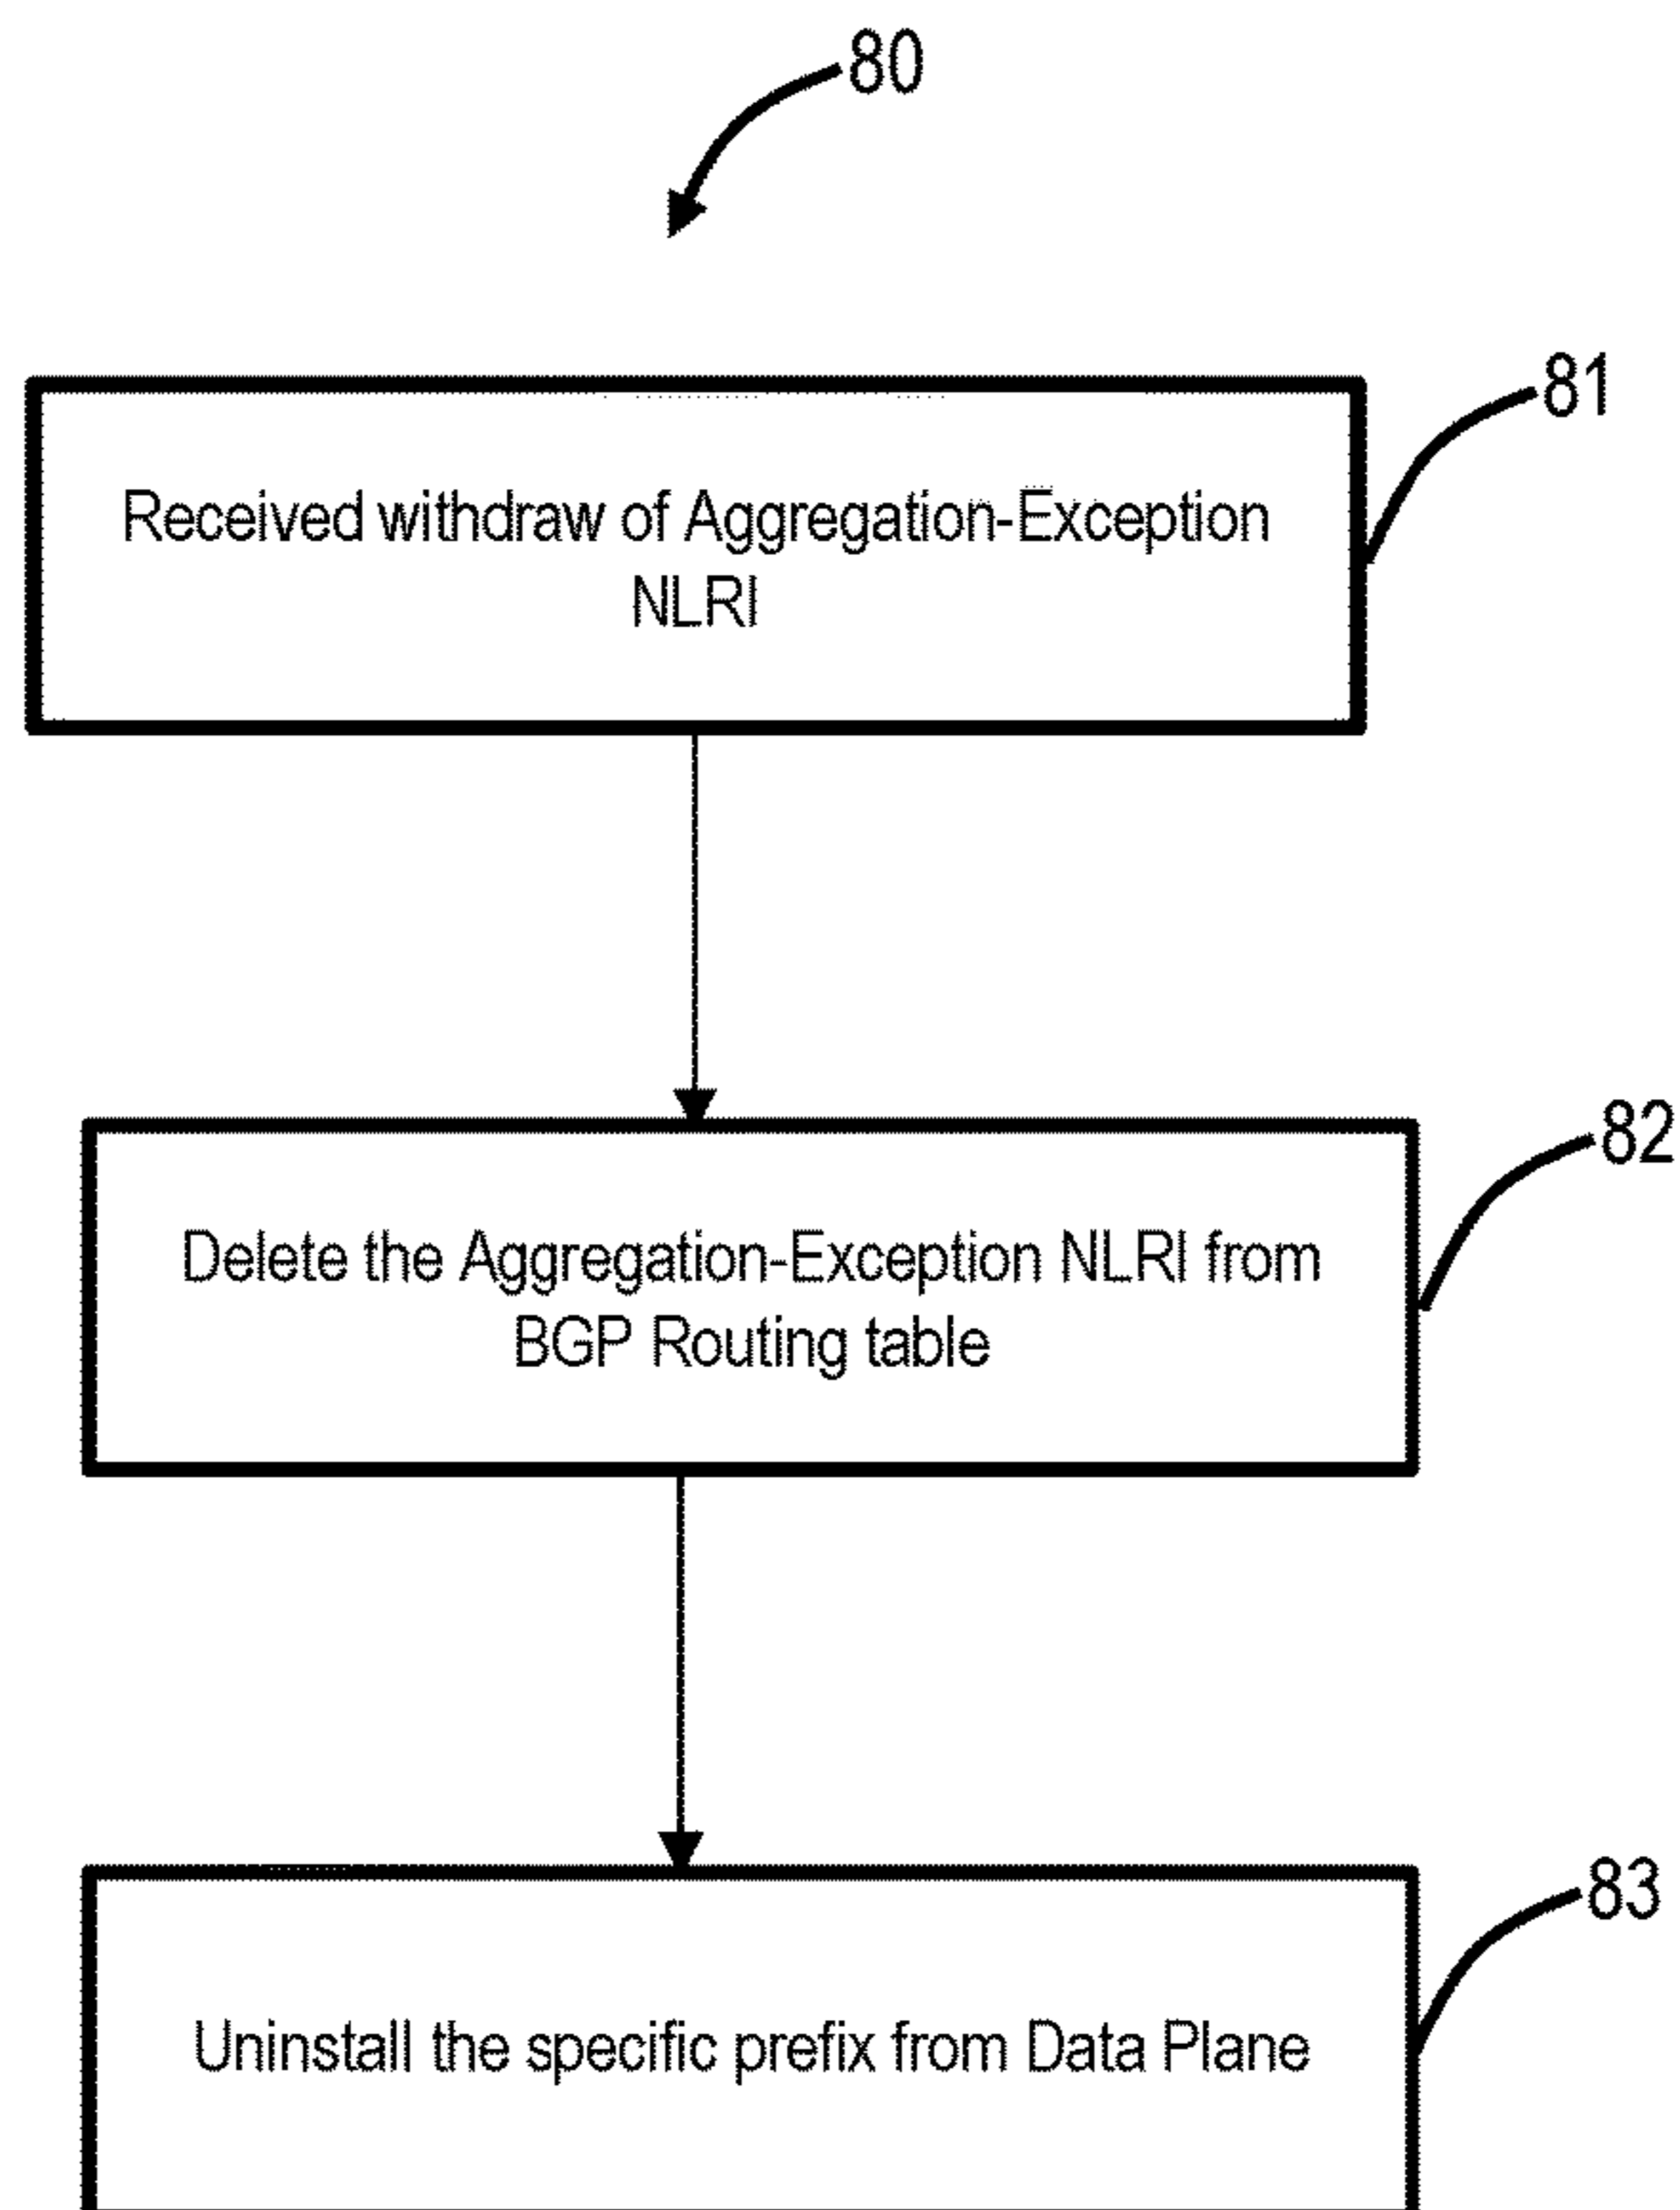 80
81
Received withdraw of Aggregation-Exception
NLRI
82
Delete the Aggregation-Exception NLRI from
BGP Routing table
83
Uninstall the specific prefix from Data Plane